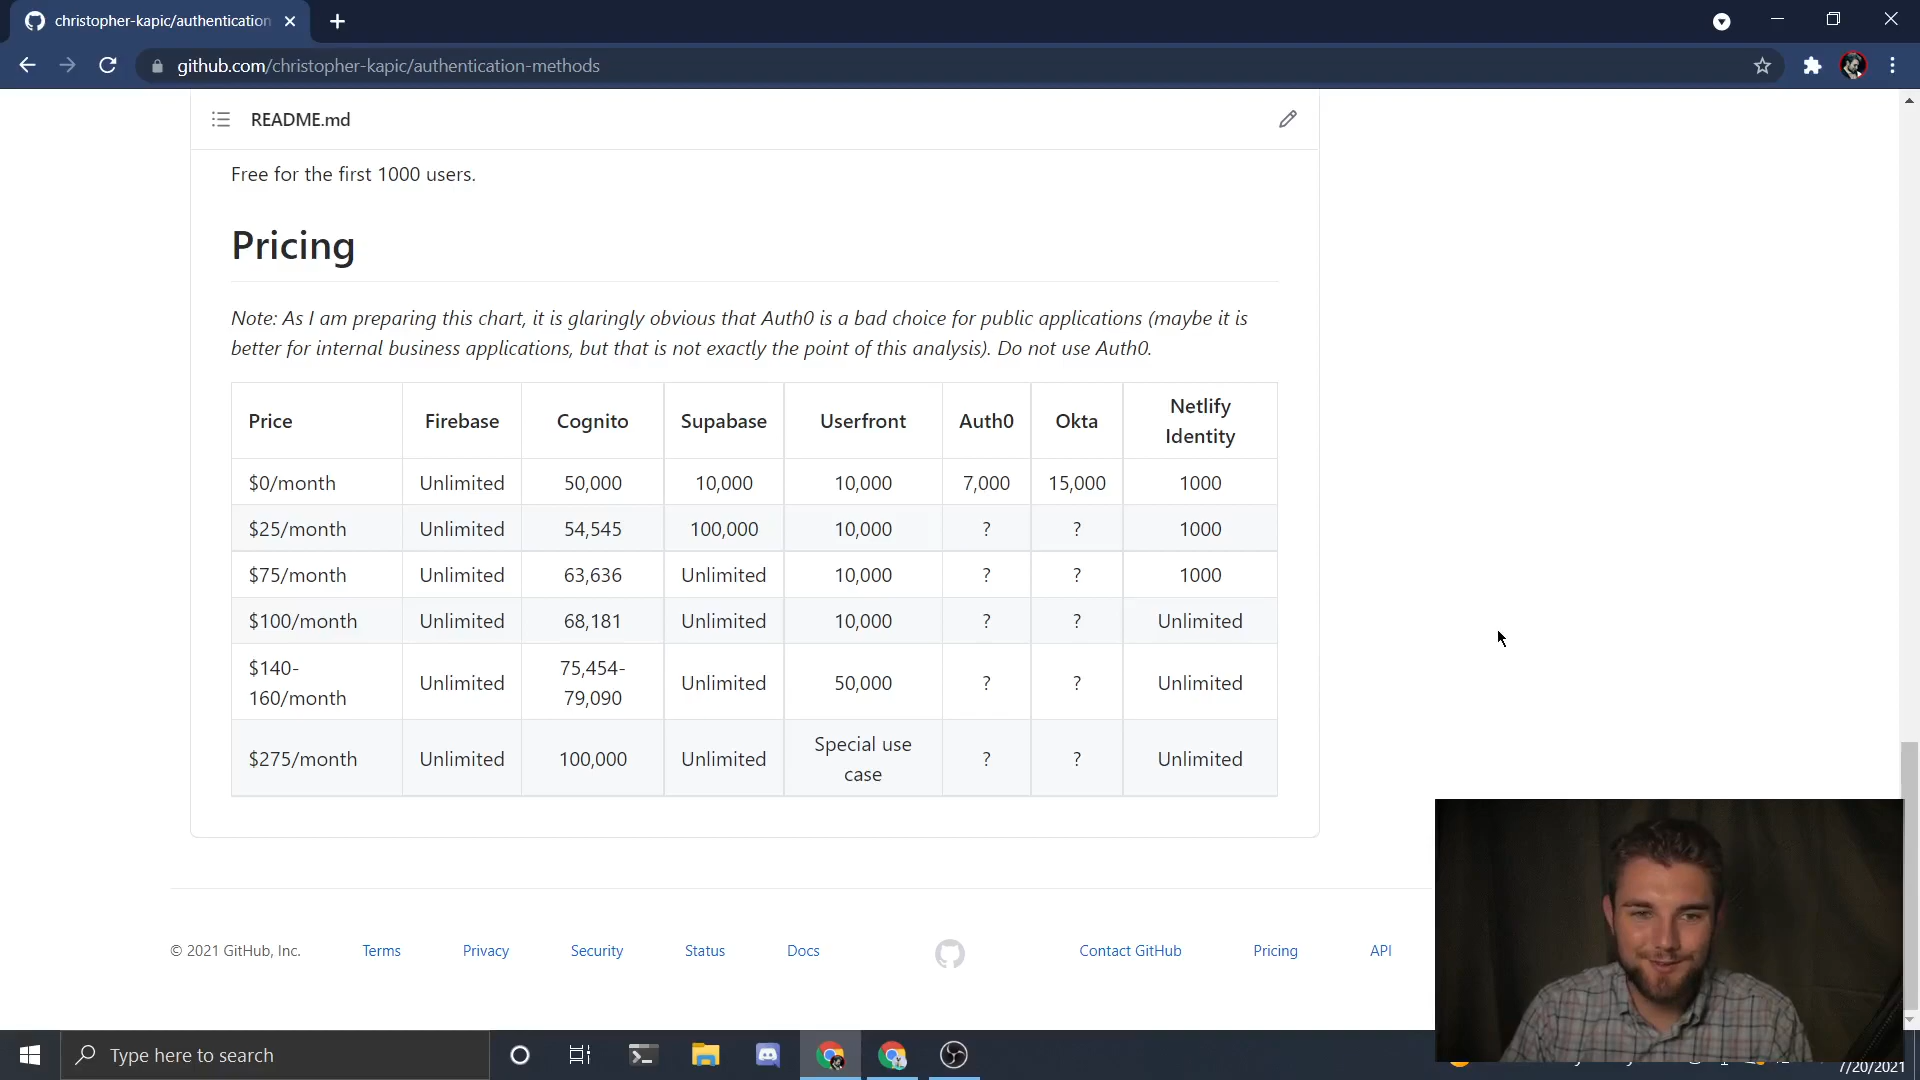 christopher-kapic/authentication
github.com/christopher-kapic/authentication-methods
README.md
Free for the first 1000 users.
Pricing
Note: As I am preparing this chart, it is glaringly obvious that Auth0 is a bad choice for public applications (maybe it is
better for internal business applications, but that is not exactly the point of this analysis). Do not use Auth0.
Price Firebase Cognito Supabase Userfront Auth0 Okta Netlify Identity
$0/month Unlimited 50,000 10,000 10,000 7,000 15,000 1000
$25/month Unlimited 54,545 100,000 10,000 ? ? 1000
$75/month Unlimited 63,636 Unlimited 10,000 ? ? 1000
$100/month Unlimited 68,181 Unlimited 10,000 ? ? Unlimited
$140-160/month Unlimited 75,454-79,090 Unlimited 50,000 ? ? Unlimited
$275/month Unlimited 100,000 Unlimited Special use case ? ? Unlimited
© 2021 GitHub, Inc. Terms Privacy Security Status Docs Contact GitHub Pricing API
Type here to search
7/20/2021